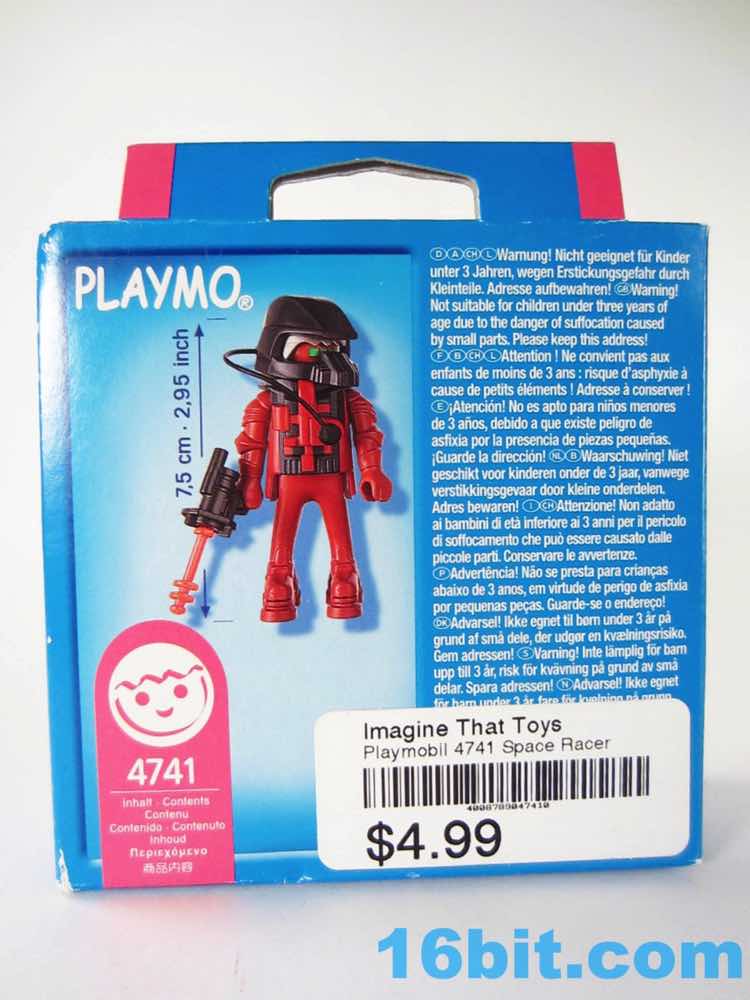 PLAYMO®
7,5 cm · 2,95 inch
4741
Inhalt · Contents
Contenu
Contenido · Contenuto
Inhoud
Περιεχόμενο
商品内容
D A CH L Warnung! Nicht geeignet für Kinder
unter 3 Jahren, wegen Erstickungsgefahr durch
Kleinteile. Adresse aufbewahren! GB Warning!
Not suitable for children under three years of
age due to the danger of suffocation caused
by small parts. Please keep this address!
F B CH L Attention ! Ne convient pas aux
enfants de moins de 3 ans : risque d'asphyxie à
cause de petits éléments ! Adresse à conserver !
E ¡Atención! No es apto para niños menores
de 3 años, debido a que existe peligro de
asfixia por la presencia de piezas pequeñas.
¡Guarde la dirección! NL B Waarschuwing! Niet
geschikt voor kinderen onder de 3 jaar, vanwege
verstikkingsgevaar door kleine onderdelen.
Adres bewaren! I CH Attenzione! Non adatto
ai bambini di età inferiore ai 3 anni per il pericolo
di soffocamento che può essere causato dalle
piccole parti. Conservare le avvertenze.
P Advertência! Não se presta para crianças
abaixo de 3 anos, em virtude de perigo de asfixia
por pequenas peças. Guarde-se o endereço!
DK Advarsel! Ikke egnet til børn under 3 år på
grund af små dele, der udgør en kvælningsrisiko.
Gem adressen! S Varning! Inte lämplig för barn
upp till 3 år, risk för kvävning på grund av små
delar. Spara adressen! N Advarsel! Ikke egnet
for barn under 3 år, fare for kvelning på grunn
Imagine That Toys
Playmobil 4741 Space Racer
4008789047410
$4.99
16bit.com